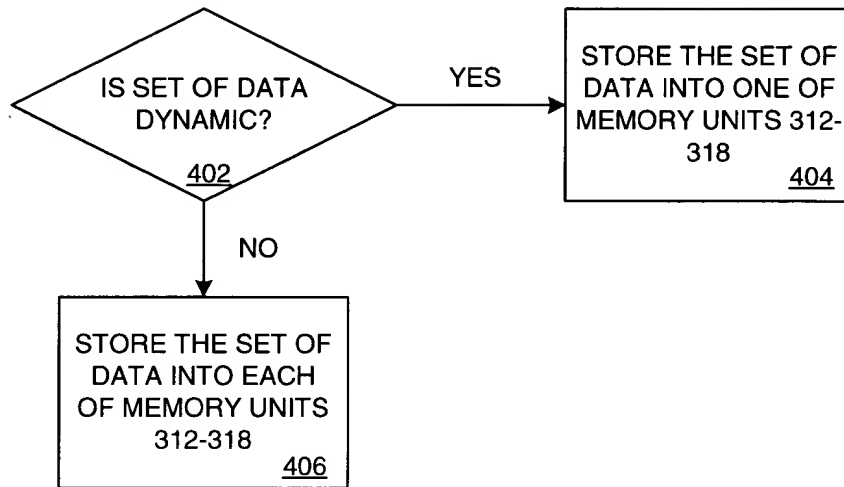 IS SET OF DATA
DYNAMIC?
402
YES
STORE THE SET OF
DATA INTO ONE OF
MEMORY UNITS 312-
318
404
NO
STORE THE SET OF
DATA INTO EACH
OF MEMORY UNITS
312-318
406